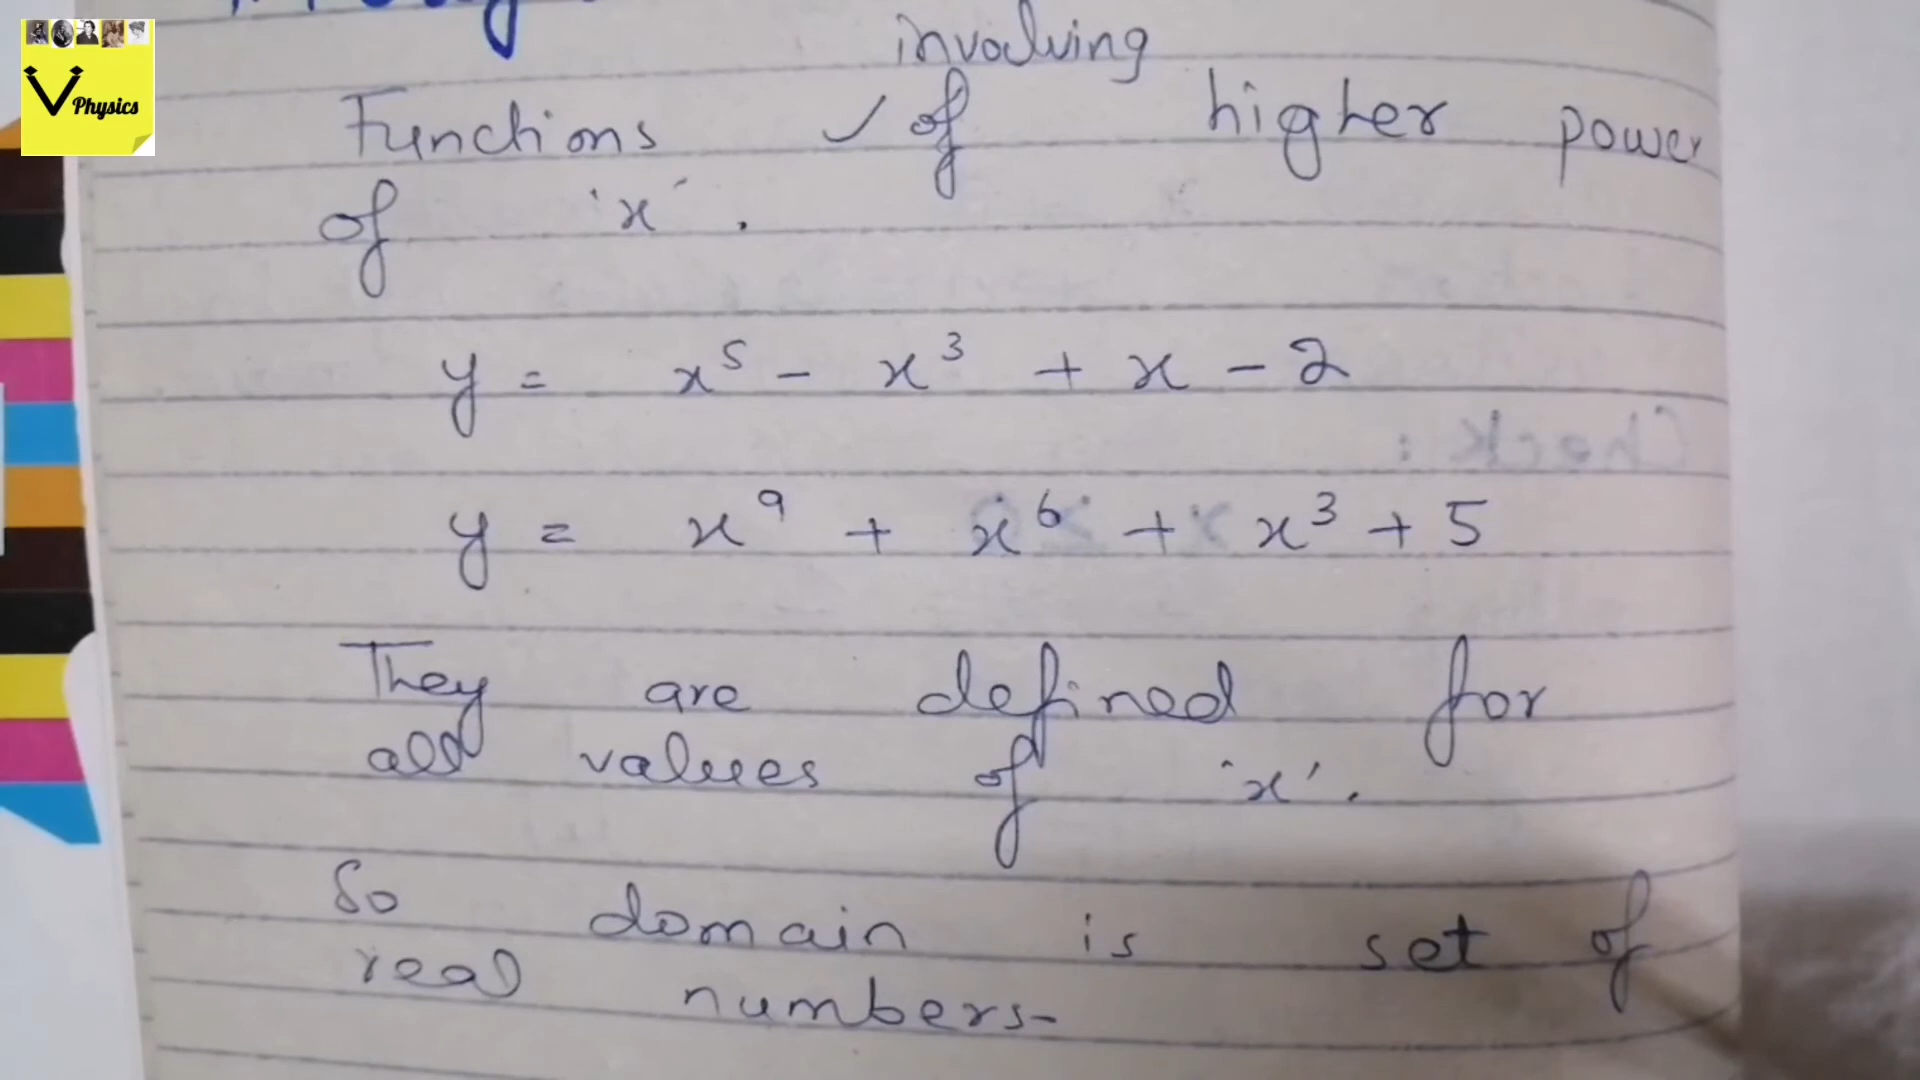 V Physics
involving
Functions ✓ of higher power
of 'x'.
y = x⁵ - x³ + x - 2
y = x⁹ + x⁶ + x³ + 5
They are defined for
all values of 'x'.
So domain is set of
real numbers-